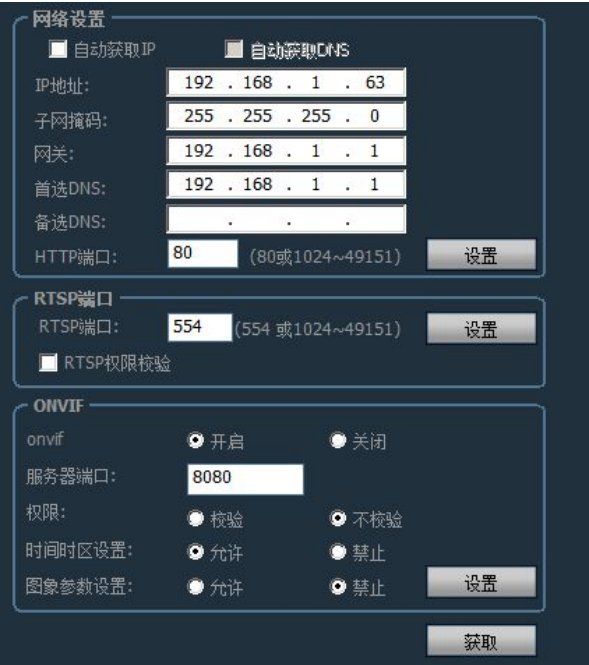 网络设置
自动获取IP 自动获取DNS
IP地址: 192 . 168 . 1 . 63
子网掩码: 255 . 255 . 255 . 0
网关: 192 . 168 . 1 . 1
首选DNS: 192 . 168 . 1 . 1
备选DNS: . . .
HTTP端口: 80 (80或1024~49151) 设置
RTSP端口
RTSP端口: 554 (554 或1024~49151) 设置
RTSP权限校验
ONVIF
onvif 开启 关闭
服务器端口: 8080
权限: 校验 不校验
时间时区设置: 允许 禁止
图象参数设置: 允许 禁止 设置
获取